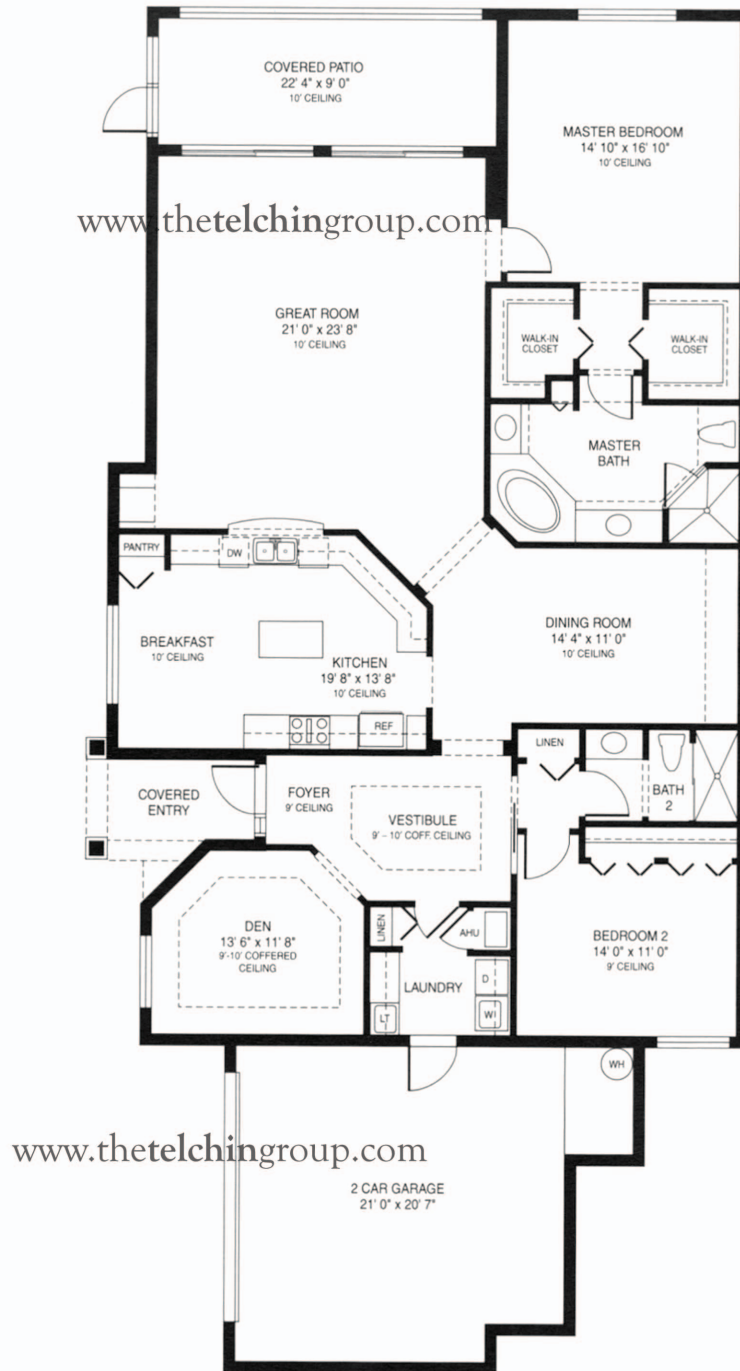 COVERED PATIO
22' 4" x 9' 0"
10' CEILING
MASTER BEDROOM
14' 10" x 16' 10"
10' CEILING
www.thetelchingroup.com
GREAT ROOM
21' 0" x 23' 8"
10' CEILING
WALK-IN
CLOSET
WALK-IN
CLOSET
MASTER
BATH
PANTRY
DW
BREAKFAST
10' CEILING
KITCHEN
19' 8" x 13' 8"
10' CEILING
REF
DINING ROOM
14' 4" x 11' 0"
10' CEILING
LINEN
BATH
2
COVERED
ENTRY
FOYER
9' CEILING
VESTIBULE
9' - 10' COFF. CEILING
DEN
13' 6" x 11' 8"
9'-10' COFFERED
CEILING
LINEN
AHU
BEDROOM 2
14' 0" x 11' 0"
9' CEILING
LAUNDRY
D
WI
LT
WH
www.thetelchingroup.com
2 CAR GARAGE
21' 0" x 20' 7"